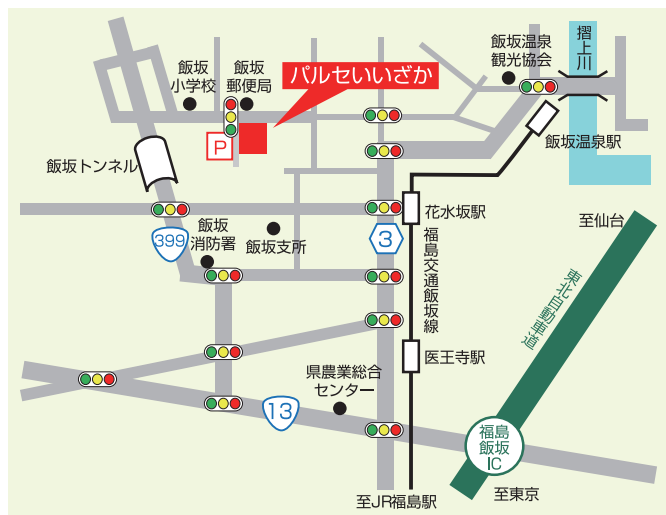 飯坂温泉
観光協会
摺上川
飯坂
小学校
飯坂
郵便局
パルセいいざか
P
飯坂温泉駅
飯坂トンネル
399
飯坂
消防署
飯坂支所
花水坂駅
至仙台
3
福島交通飯坂線
東北自動車道
医王寺駅
県農業総合
センター
13
福島
飯坂
IC
至東京
至JR福島駅